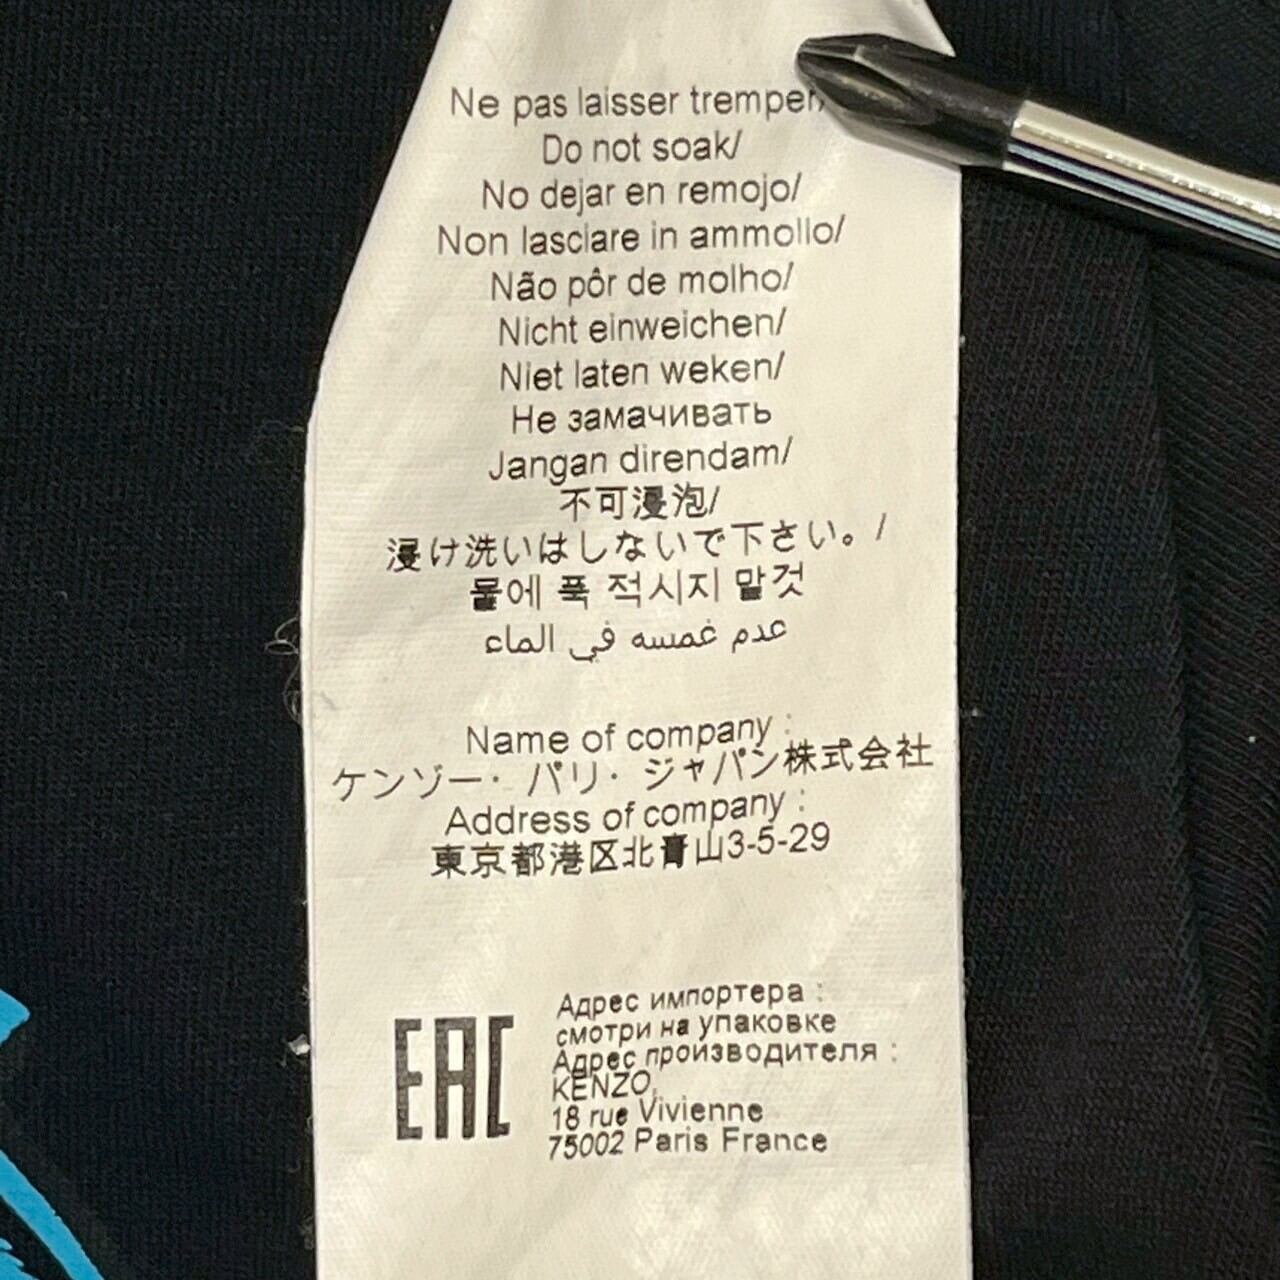 Ne pas laisser tremper/
Do not soak/
No dejar en remojo/
Non lasciare in ammollo/
Não pôr de molho/
Nicht einweichen/
Niet laten weken/
Не замачивать
Jangan direndam/
不可浸泡/
浸け洗いはしないで下さい。/
물에 푹 적시지 말것
عدم غمسه في الماء
Name of company :
ケンゾー・パリ・ジャパン株式会社
Address of company :
東京都港区北青山3-5-29
EAC
Адрес импортера :
смотри на упаковке
Адрес производителя :
KENZO,
18 rue Vivienne
75002 Paris France